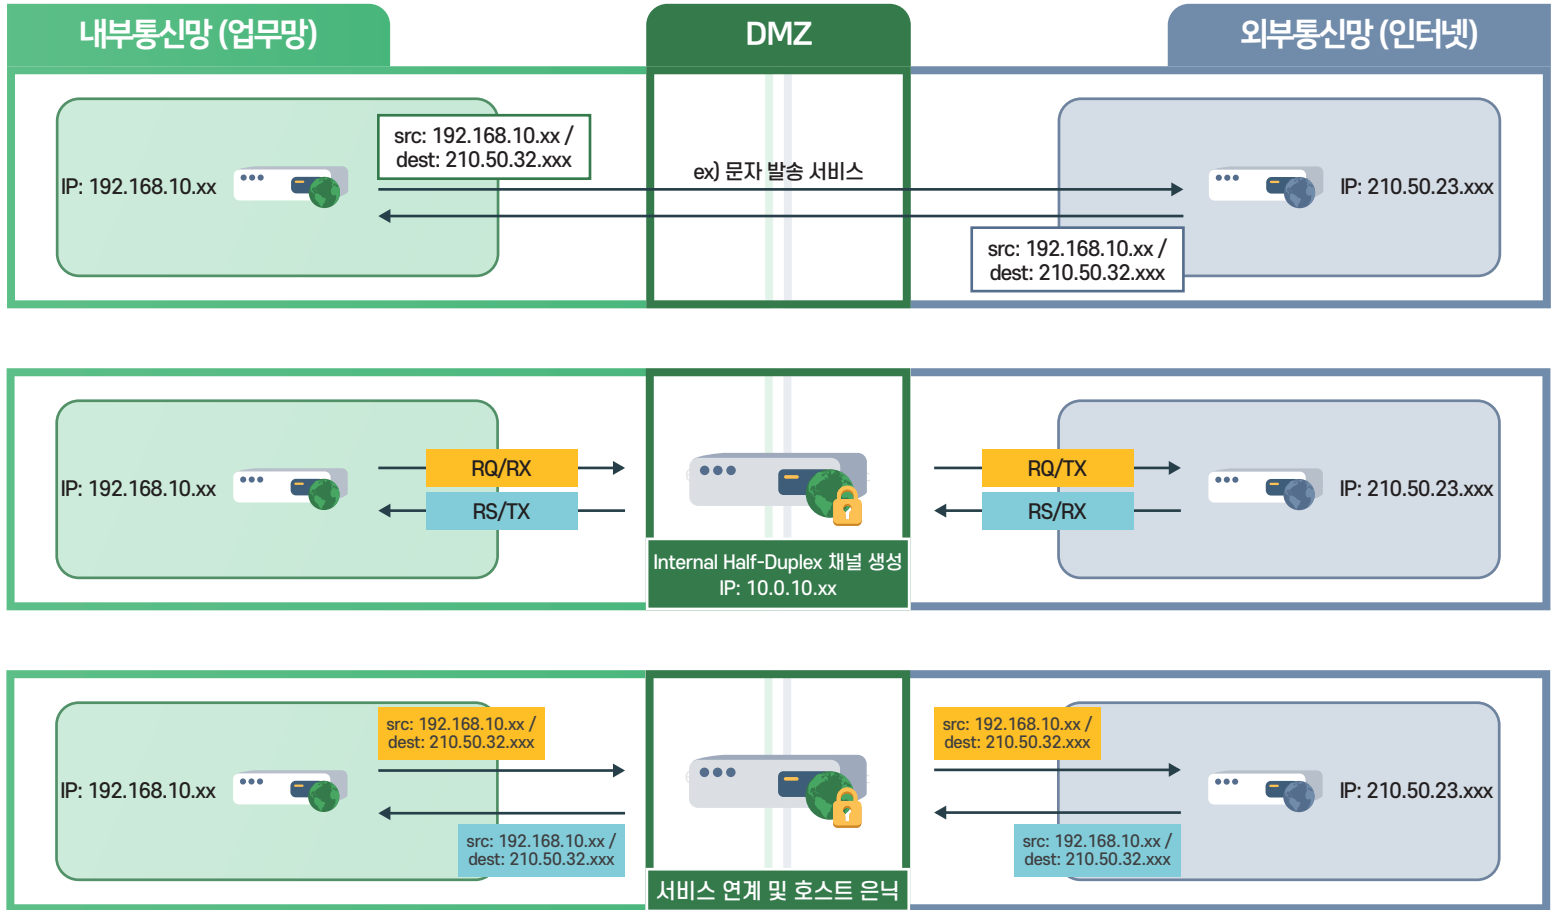 내부통신망 (업무망)
DMZ
외부통신망 (인터넷)
src: 192.168.10.xx /
dest: 210.50.32.xxx
ex) 문자 발송 서비스
IP: 192.168.10.xx
IP: 210.50.23.xxx
src: 192.168.10.xx /
dest: 210.50.32.xxx
RQ/RX
RQ/TX
IP: 192.168.10.xx
IP: 210.50.23.xxx
RS/TX
RS/RX
Internal Half-Duplex 채널 생성
IP: 10.0.10.xx
src: 192.168.10.xx /
dest: 210.50.32.xxx
src: 192.168.10.xx /
dest: 210.50.32.xxx
IP: 192.168.10.xx
IP: 210.50.23.xxx
src: 192.168.10.xx /
dest: 210.50.32.xxx
src: 192.168.10.xx /
dest: 210.50.32.xxx
서비스 연계 및 호스트 은닉